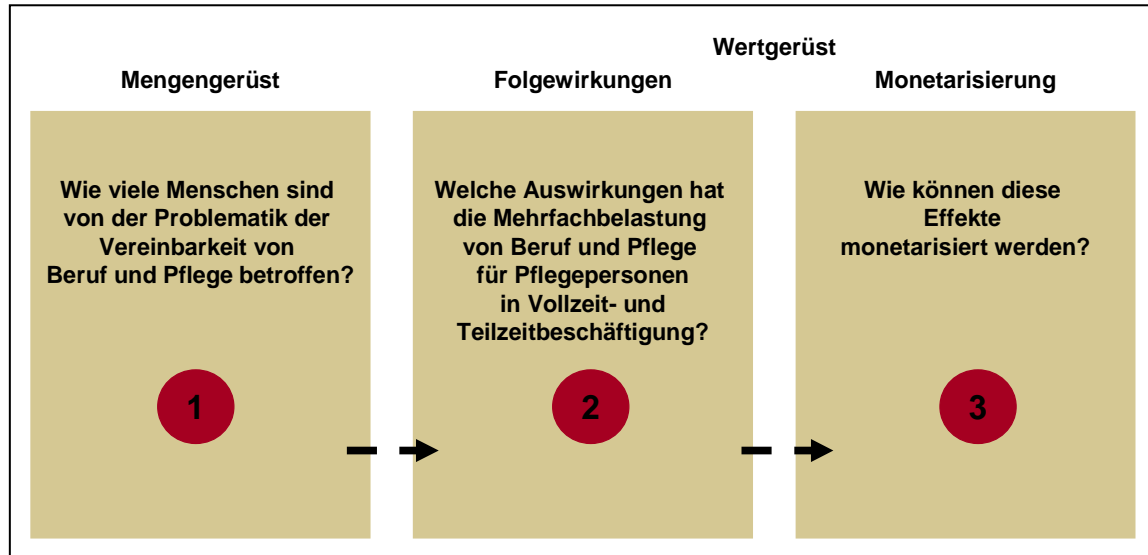 Wertgerüst
Mengengerüst
Folgewirkungen
Monetarisierung
Wie viele Menschen sind
von der Problematik der
Vereinbarkeit von
Beruf und Pflege betroffen?
1
Welche Auswirkungen hat
die Mehrfachbelastung
von Beruf und Pflege
für Pflegepersonen
in Vollzeit- und
Teilzeitbeschäftigung?
2
Wie können diese
Effekte
monetarisiert werden?
3